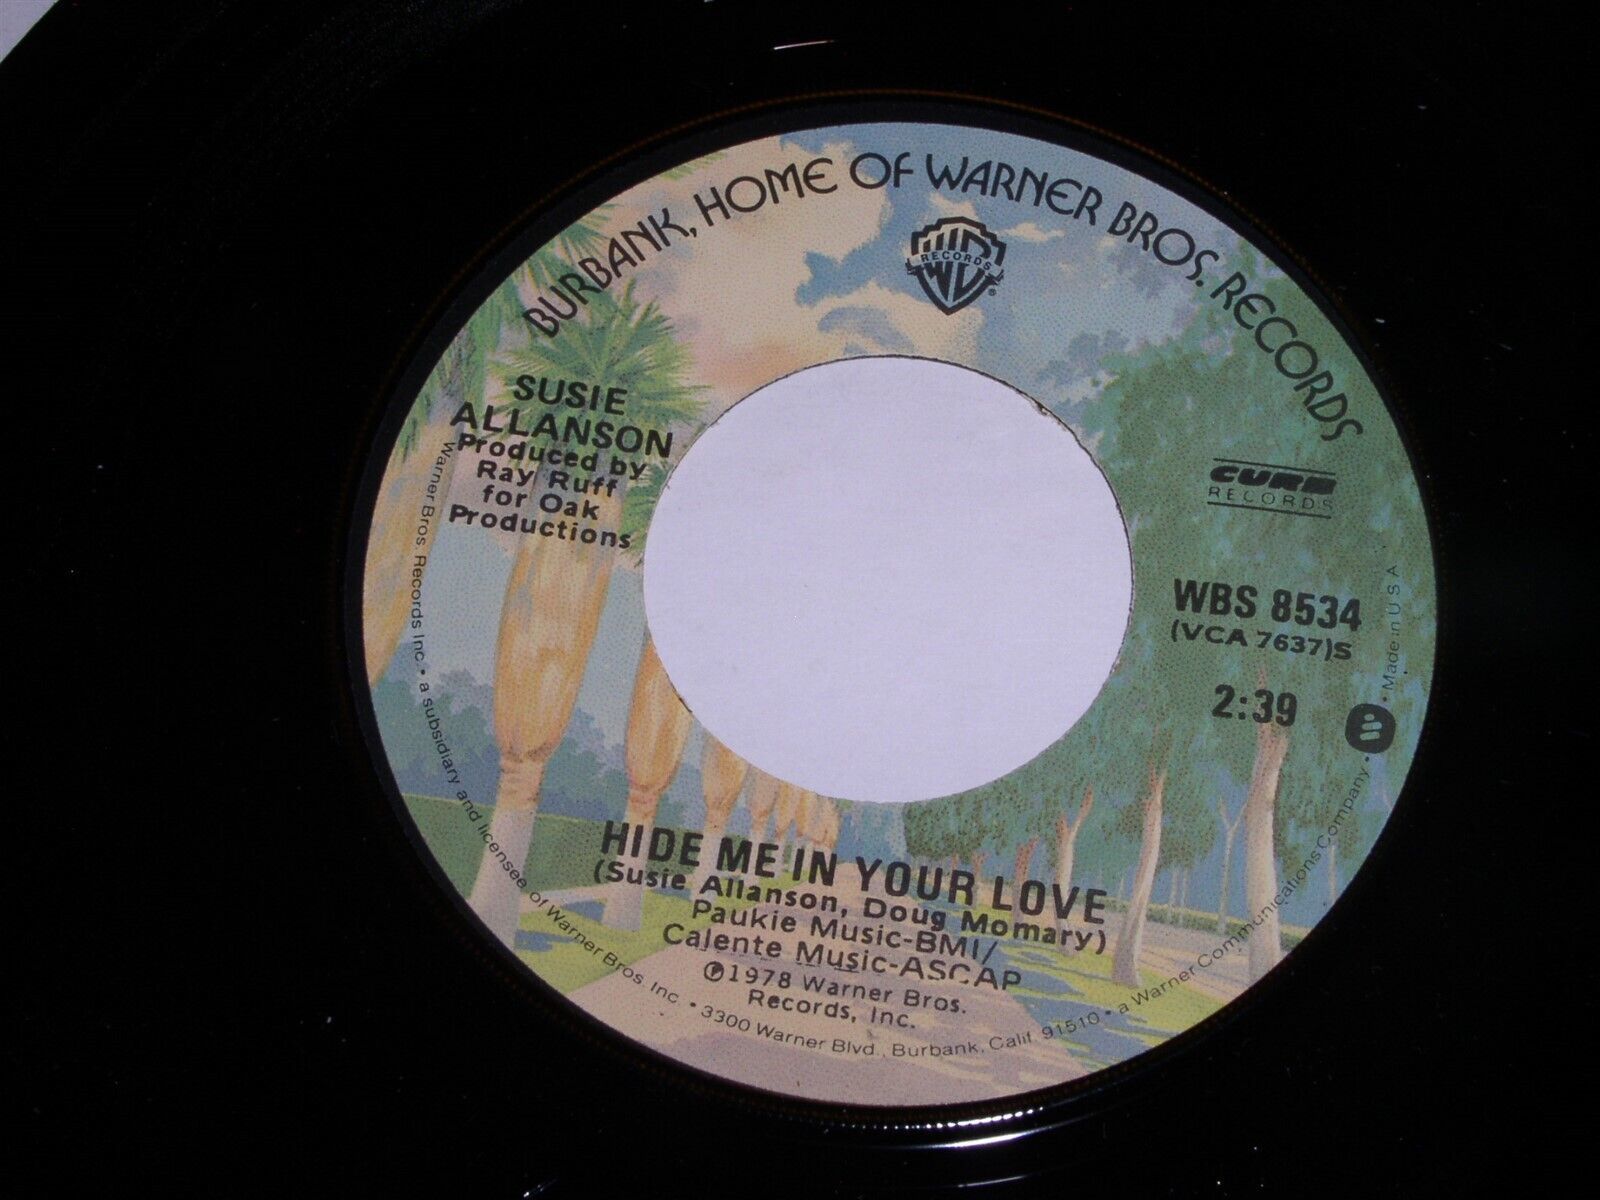 BURBANK, HOME OF WARNER BROS. RECORDS
WB
RECORDS
®
SUSIE
ALLANSON
Produced by
Ray Ruff
for Oak
Productions
CURB
RECORDS
WBS 8534
(VCA 7637)S
2:39
HIDE ME IN YOUR LOVE
(Susie Allanson, Doug Momary)
Paukie Music-BMI/
Calente Music-ASCAP
℗1978 Warner Bros.
Records, Inc.
Warner Bros. Records Inc. • a subsidiary and licensee of Warner Bros. Inc. • 3300 Warner Blvd., Burbank, Calif. 91510 • a Warner Communications Company • Made in U S A